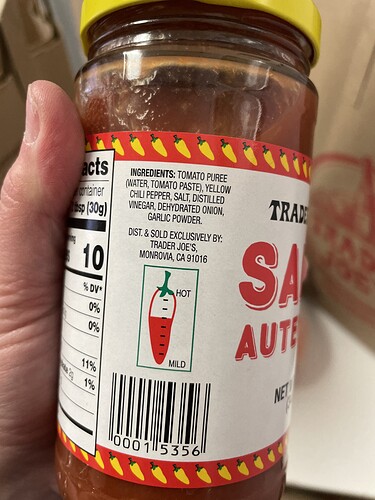 acts
container
tbsp (30g)
10
% DV*
0%
0%
11%
1%
INGREDIENTS: TOMATO PUREE
(WATER, TOMATO PASTE), YELLOW
CHILI PEPPER, SALT, DISTILLED
VINEGAR, DEHYDRATED ONION,
GARLIC POWDER.
DIST. & SOLD EXCLUSIVELY BY:
TRADER JOE'S,
MONROVIA, CA 91016
HOT
MILD
0001 5356
TRADE
SA
AUTE
NET